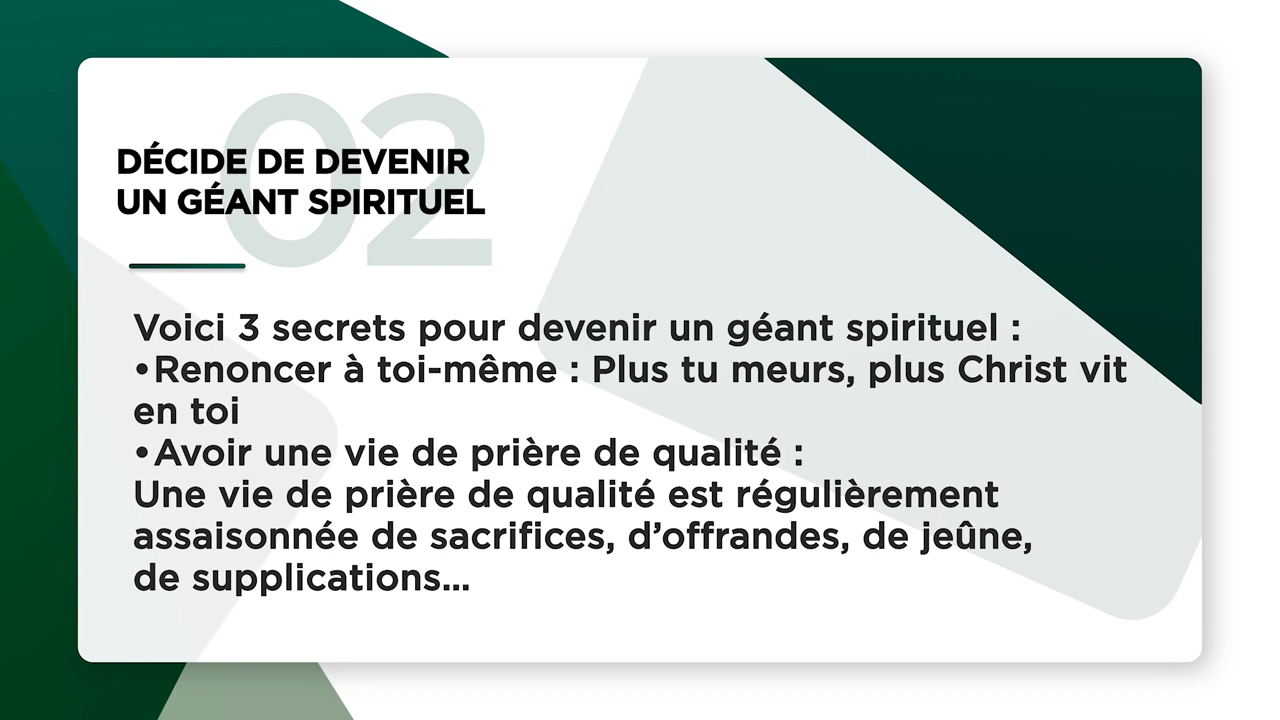 02
DÉCIDE DE DEVENIR
UN GÉANT SPIRITUEL
Voici 3 secrets pour devenir un géant spirituel :
•Renoncer à toi-même : Plus tu meurs, plus Christ vit
en toi
•Avoir une vie de prière de qualité :
Une vie de prière de qualité est régulièrement
assaisonnée de sacrifices, d’offrandes, de jeûne,
de supplications...